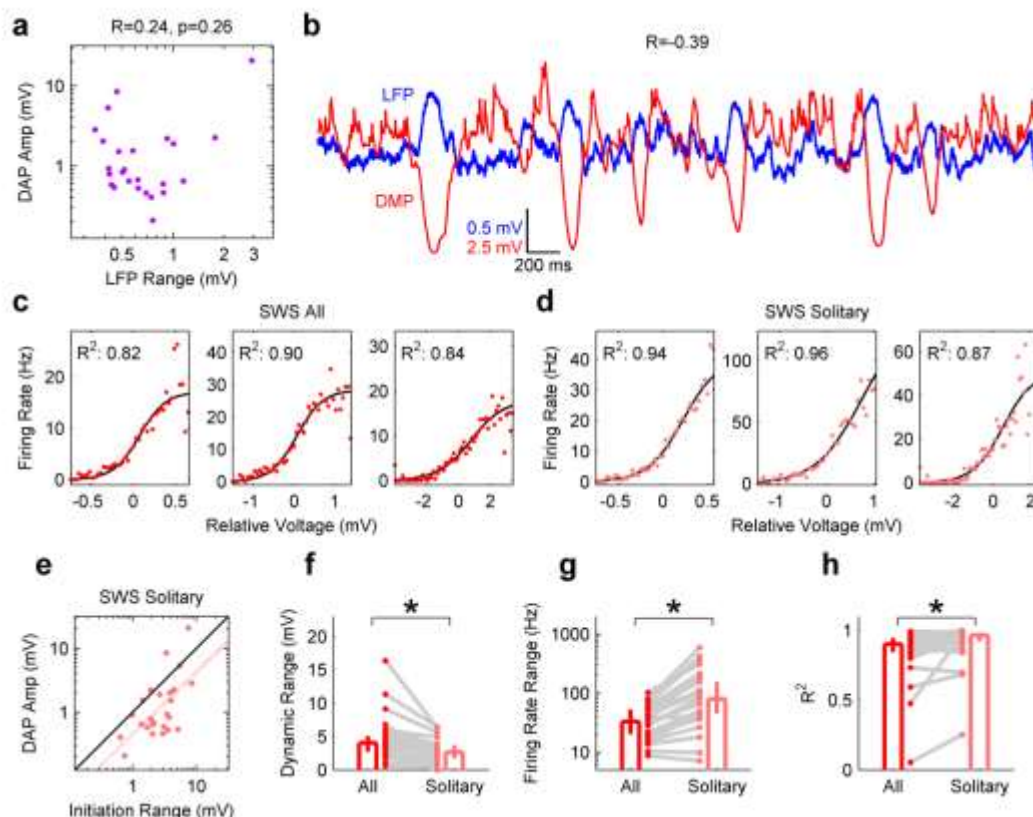 a
R=0.24, p=0.26
DAP Amp (mV)
10
1
0.5 1 3
LFP Range (mV)
b
R=-0.39
LFP
DMP
0.5 mV
2.5 mV
200 ms
c
SWS All
Firing Rate (Hz)
R²: 0.82
20
10
0
-0.5 0 0.5
R²: 0.90
40
30
20
10
0
-1 0 1
R²: 0.84
30
20
10
0
-2 0 2
Relative Voltage (mV)
d
SWS Solitary
Firing Rate (Hz)
R²: 0.94
40
30
20
10
0
-0.5 0 0.5
R²: 0.96
100
50
0
-1 0 1
R²: 0.87
60
40
20
0
-2 -1 0 1 2
Relative Voltage (mV)
e
SWS Solitary
DAP Amp (mV)
10
1
1 10
Initiation Range (mV)
f
*
Dynamic Range (mV)
20
15
10
5
0
All Solitary
g
*
Firing Rate Range (Hz)
1000
100
10
All Solitary
h
*
R²
1
0.5
0
All Solitary